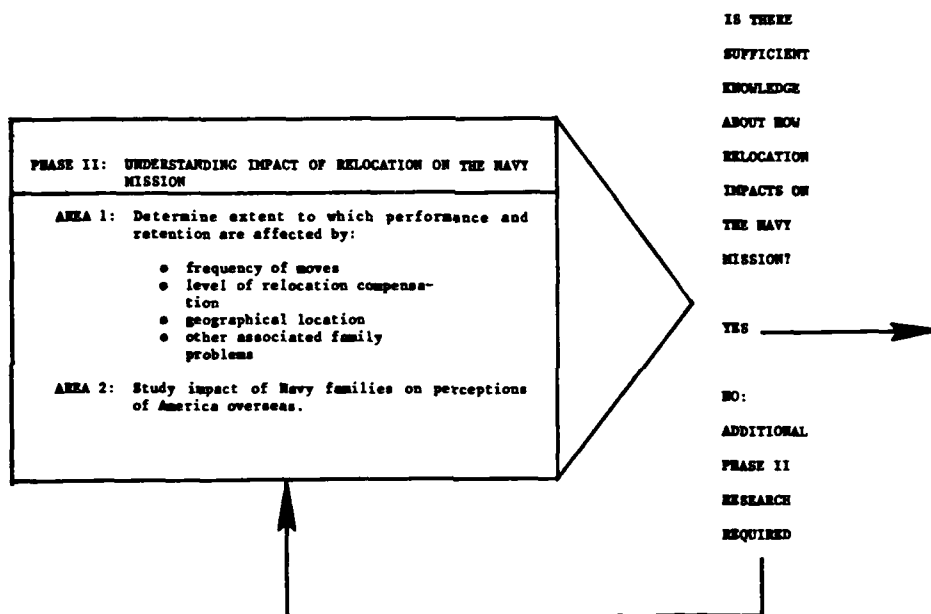 PHASE II: UNDERSTANDING IMPACT OF RELOCATION ON THE NAVY
MISSION
AREA 1: Determine extent to which performance and
retention are affected by:
● frequency of moves
● level of relocation compensa-
tion
● geographical location
● other associated family
problems
AREA 2: Study impact of Navy families on perceptions
of America overseas.
IS THERE
SUFFICIENT
KNOWLEDGE
ABOUT HOW
RELOCATION
IMPACTS ON
THE NAVY
MISSION?
YES
NO:
ADDITIONAL
PHASE II
RESEARCH
REQUIRED